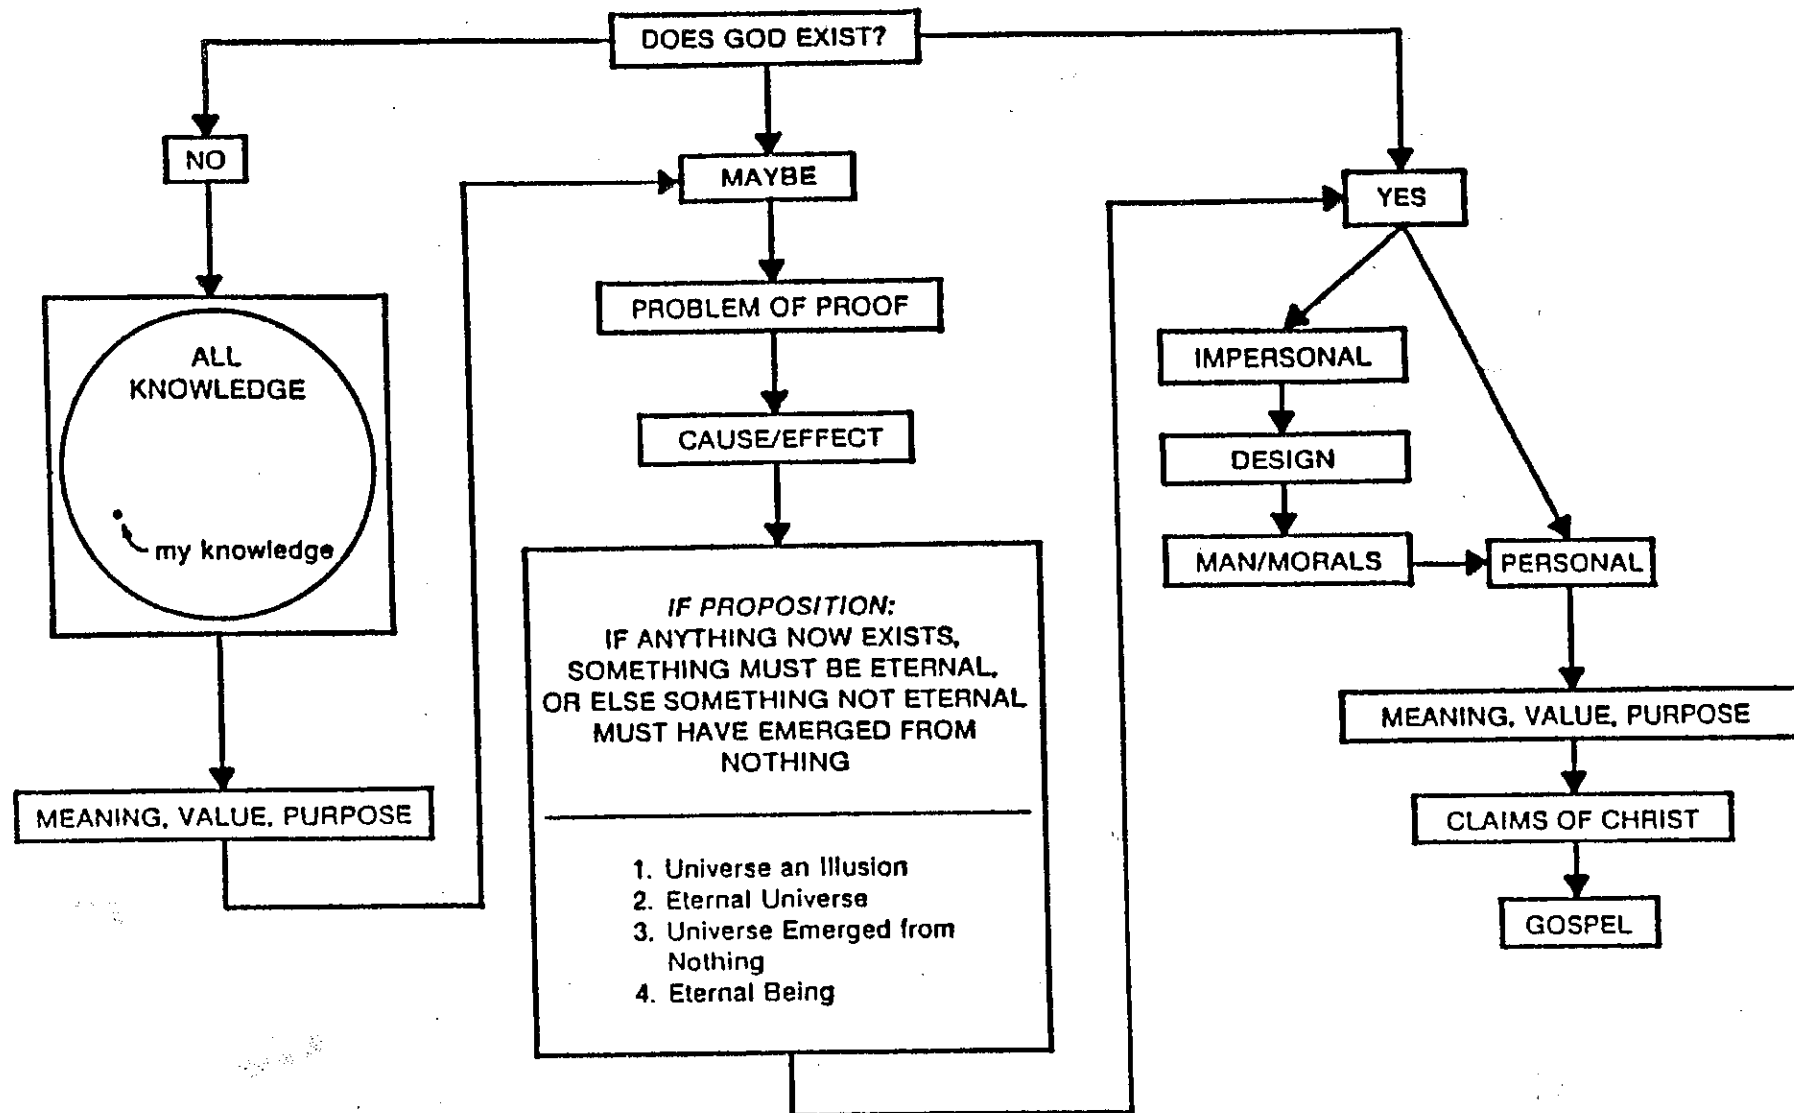 DOES GOD EXIST?
NO
ALL
KNOWLEDGE
my knowledge
MEANING, VALUE, PURPOSE
MAYBE
PROBLEM OF PROOF
CAUSE/EFFECT
IF PROPOSITION:
IF ANYTHING NOW EXISTS,
SOMETHING MUST BE ETERNAL,
OR ELSE SOMETHING NOT ETERNAL
MUST HAVE EMERGED FROM
NOTHING
1. Universe an Illusion
2. Eternal Universe
3. Universe Emerged from
Nothing
4. Eternal Being
YES
IMPERSONAL
DESIGN
MAN/MORALS
PERSONAL
MEANING, VALUE, PURPOSE
CLAIMS OF CHRIST
GOSPEL